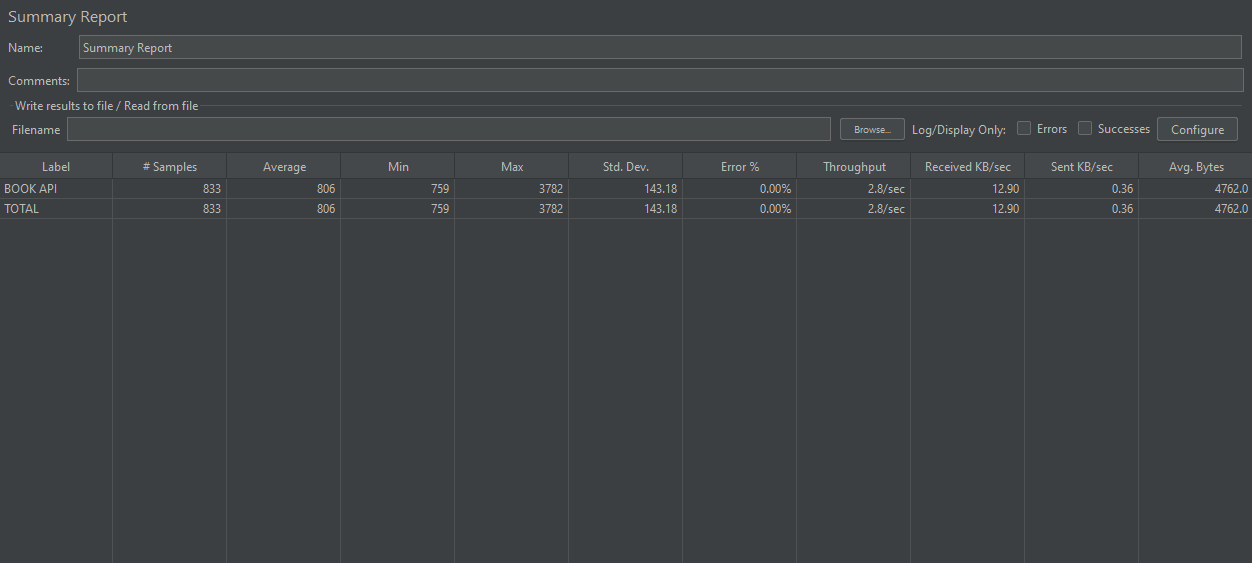 Summary Report
Name: Summary Report
Comments:
Write results to file / Read from file
Filename Browse... Log/Display Only: Errors Successes Configure
Label # Samples Average Min Max Std. Dev. Error % Throughput Received KB/sec Sent KB/sec Avg. Bytes
BOOK API 833 806 759 3782 143.18 0.00% 2.8/sec 12.90 0.36 4762.0
TOTAL 833 806 759 3782 143.18 0.00% 2.8/sec 12.90 0.36 4762.0